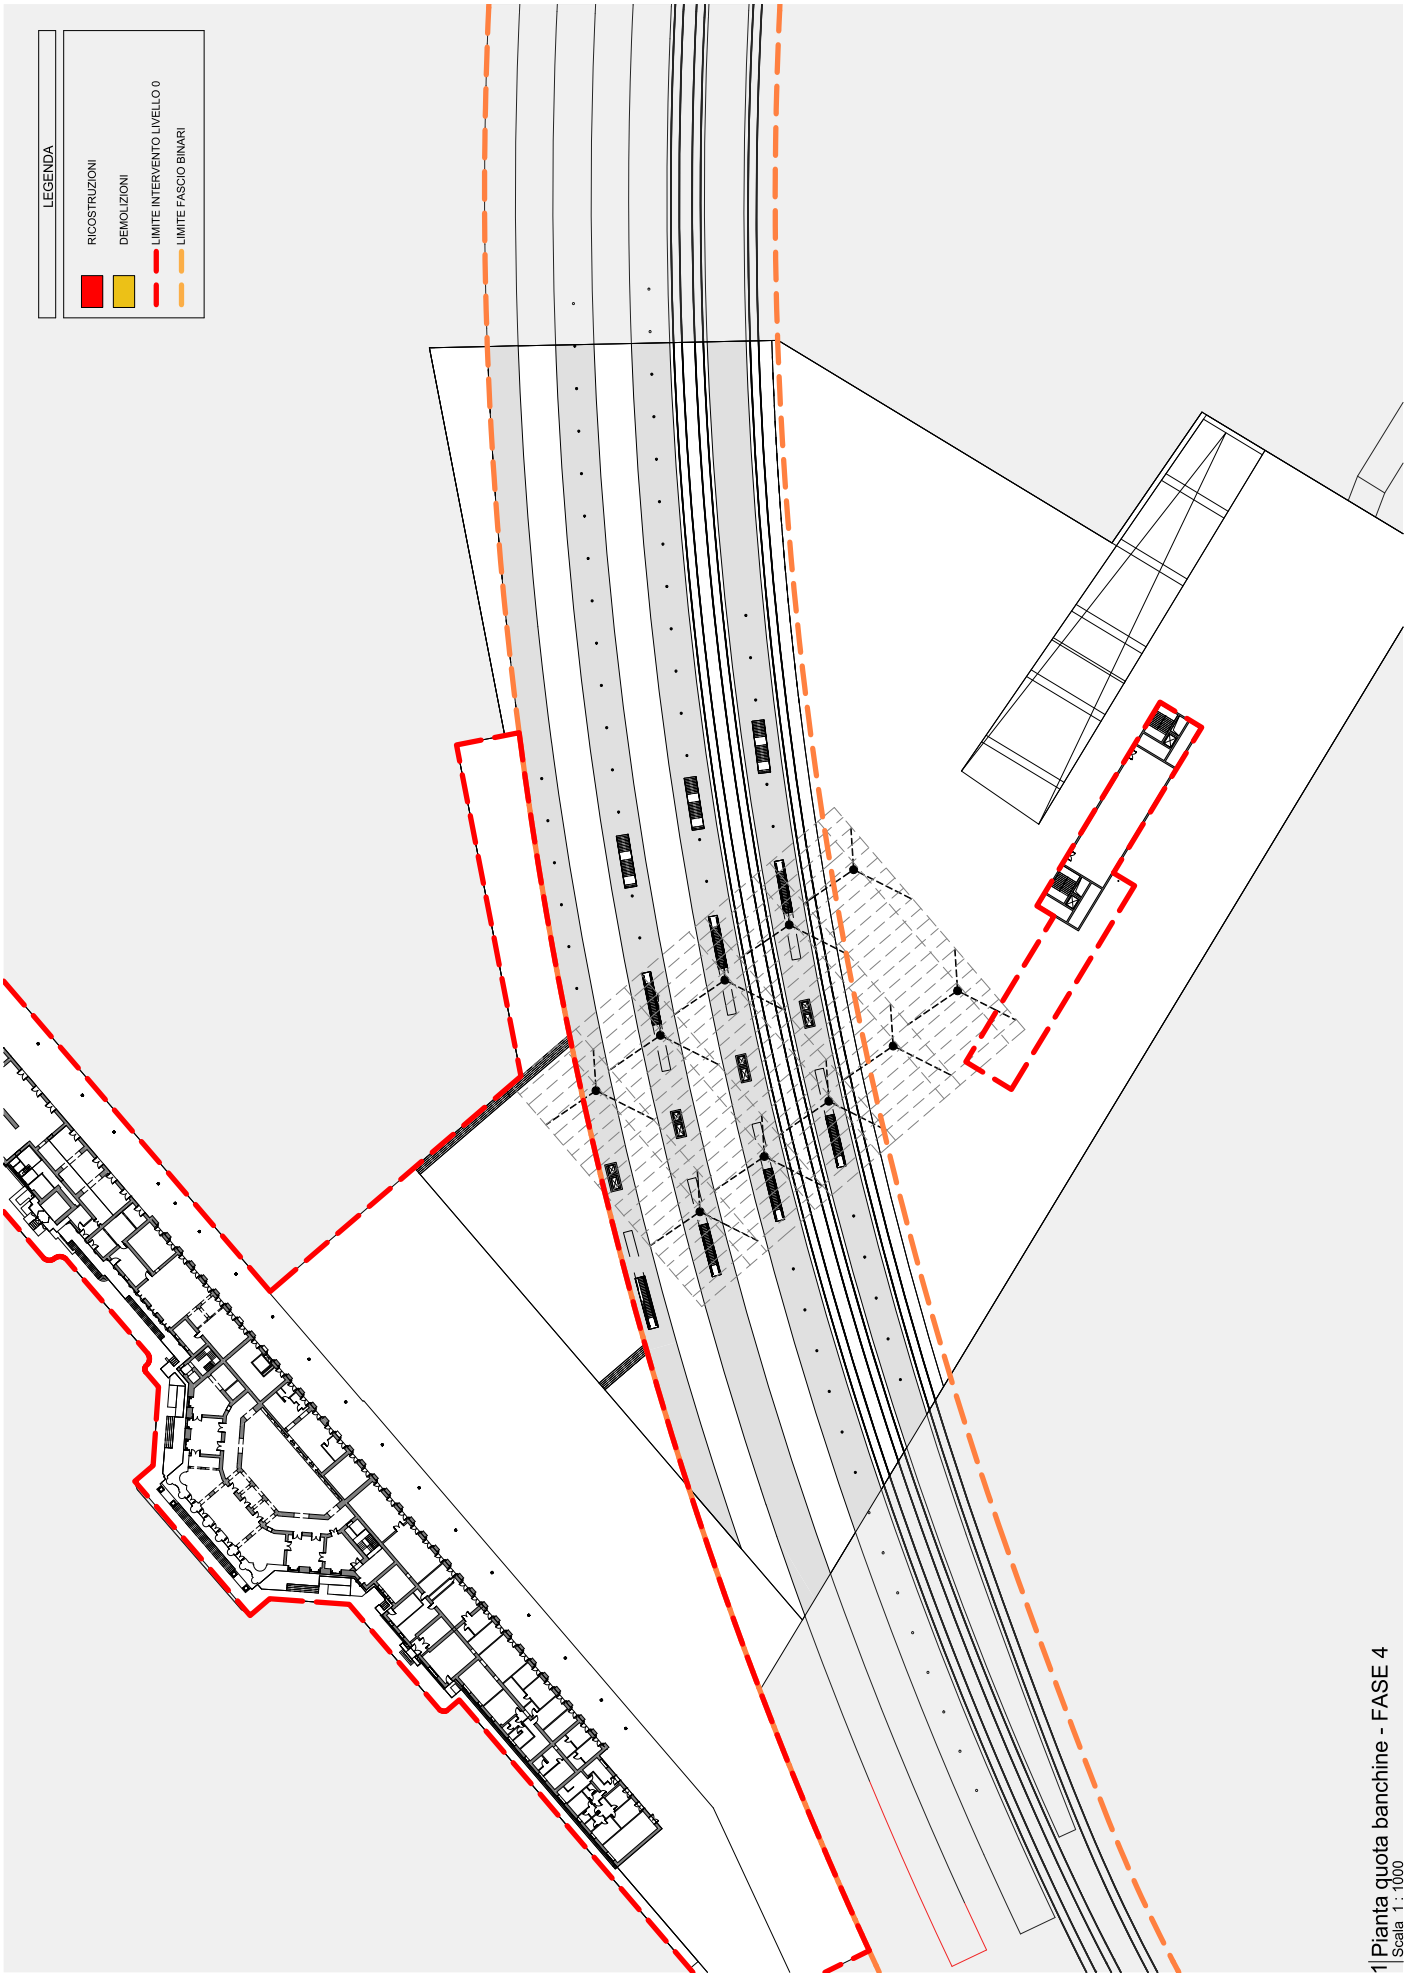 LEGENDA
RICOSTRUZIONI
DEMOLIZIONI
LIMITE INTERVENTO LIVELLO 0
LIMITE FASCIO BINARI
1 Pianta quota banchine - FASE 4
Scala 1 : 1000